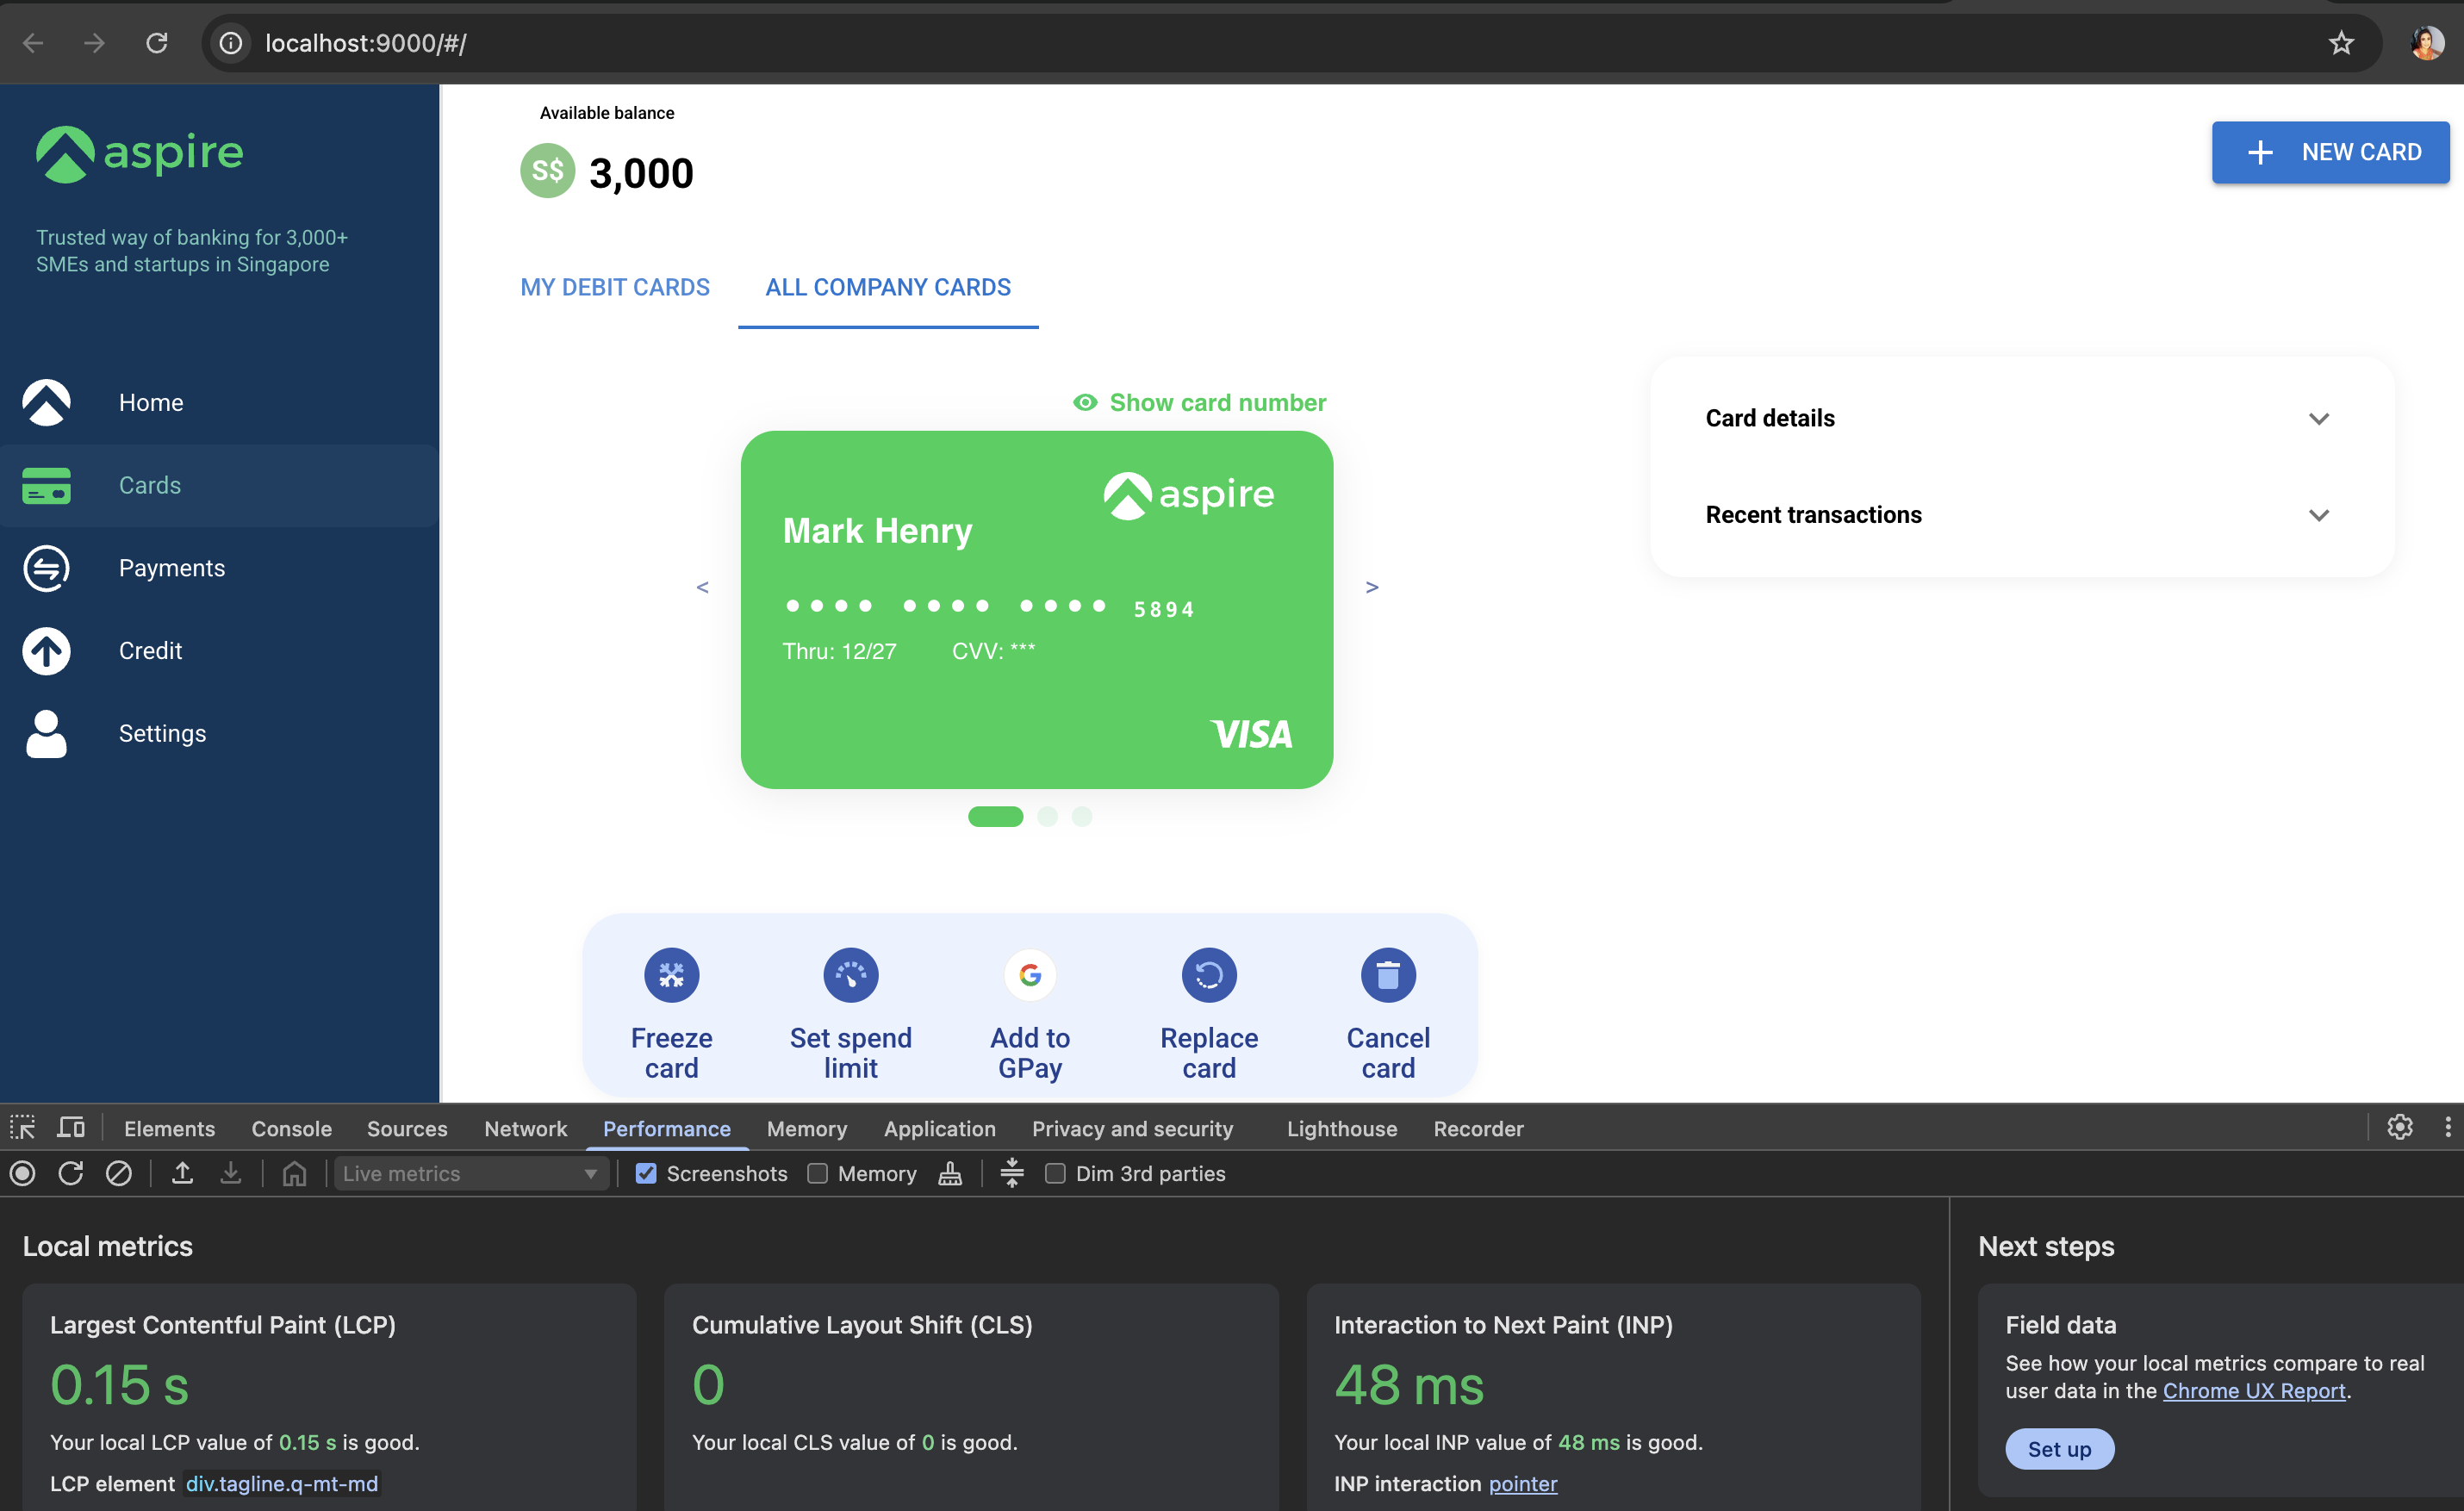 localhost:9000/#/
aspire
Trusted way of banking for 3,000+
SMEs and startups in Singapore
Home
Cards
Payments
Credit
Settings
Available balance
S$ 3,000
NEW CARD
MY DEBIT CARDS
ALL COMPANY CARDS
Show card number
aspire
Mark Henry
5894
Thru: 12/27 CVV: ***
VISA
<
>
Card details
Recent transactions
Freeze
card
Set spend
limit
Add to
GPay
Replace
card
Cancel
card
Elements Console Sources Network Performance Memory Application Privacy and security Lighthouse Recorder
Live metrics Screenshots Memory Dim 3rd parties
Local metrics
Largest Contentful Paint (LCP)
0.15 s
Your local LCP value of 0.15 s is good.
LCP element div.tagline.q-mt-md
Cumulative Layout Shift (CLS)
0
Your local CLS value of 0 is good.
Interaction to Next Paint (INP)
48 ms
Your local INP value of 48 ms is good.
INP interaction pointer
Next steps
Field data
See how your local metrics compare to real
user data in the Chrome UX Report.
Set up